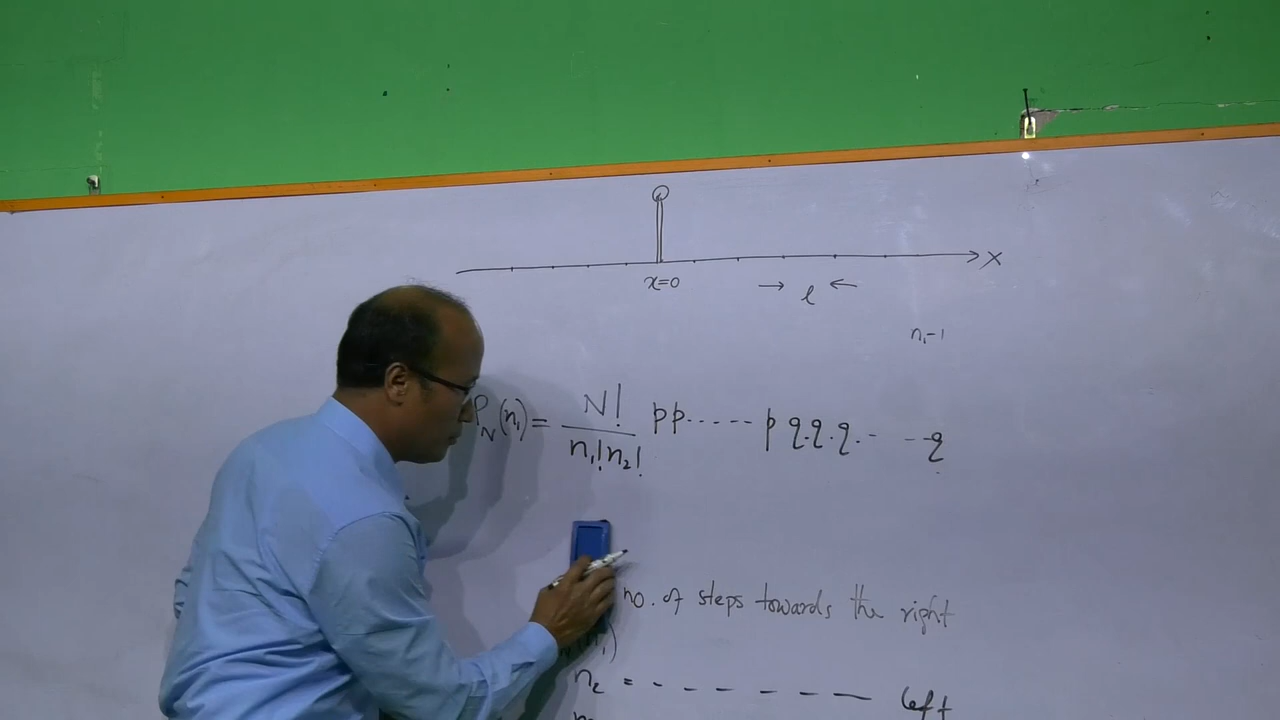 x=0 → l ← X
n₁-1
P_N(n₁) = N!/n₁!n₂! pp......p q.q.q.- --q
no. of steps towards the right
n₂ = - - - - - - left